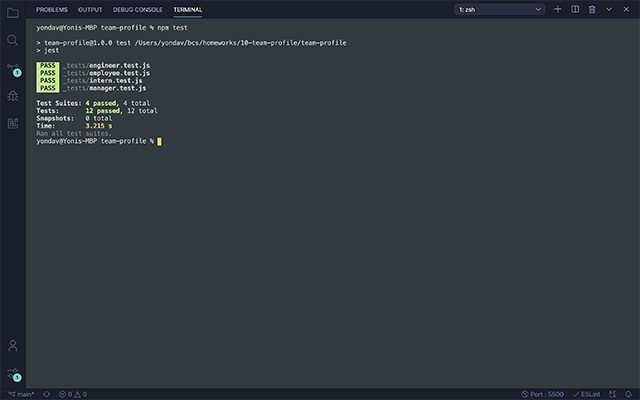 PROBLEMS OUTPUT DEBUG CONSOLE TERMINAL 1: zsh
yondav@Yonis-MBP team-profile % npm test
> team-profile@1.0.0 test /Users/yondav/bcs/homeworks/10-team-profile/team-profile
> jest
PASS _tests/engineer.test.js
PASS _tests/employee.test.js
PASS _tests/intern.test.js
PASS _tests/manager.test.js
Test Suites: 4 passed, 4 total
Tests: 12 passed, 12 total
Snapshots: 0 total
Time: 3.215 s
Ran all test suites.
yondav@Yonis-MBP team-profile %
1
1
main* 0 0 Port : 5500 ESLint